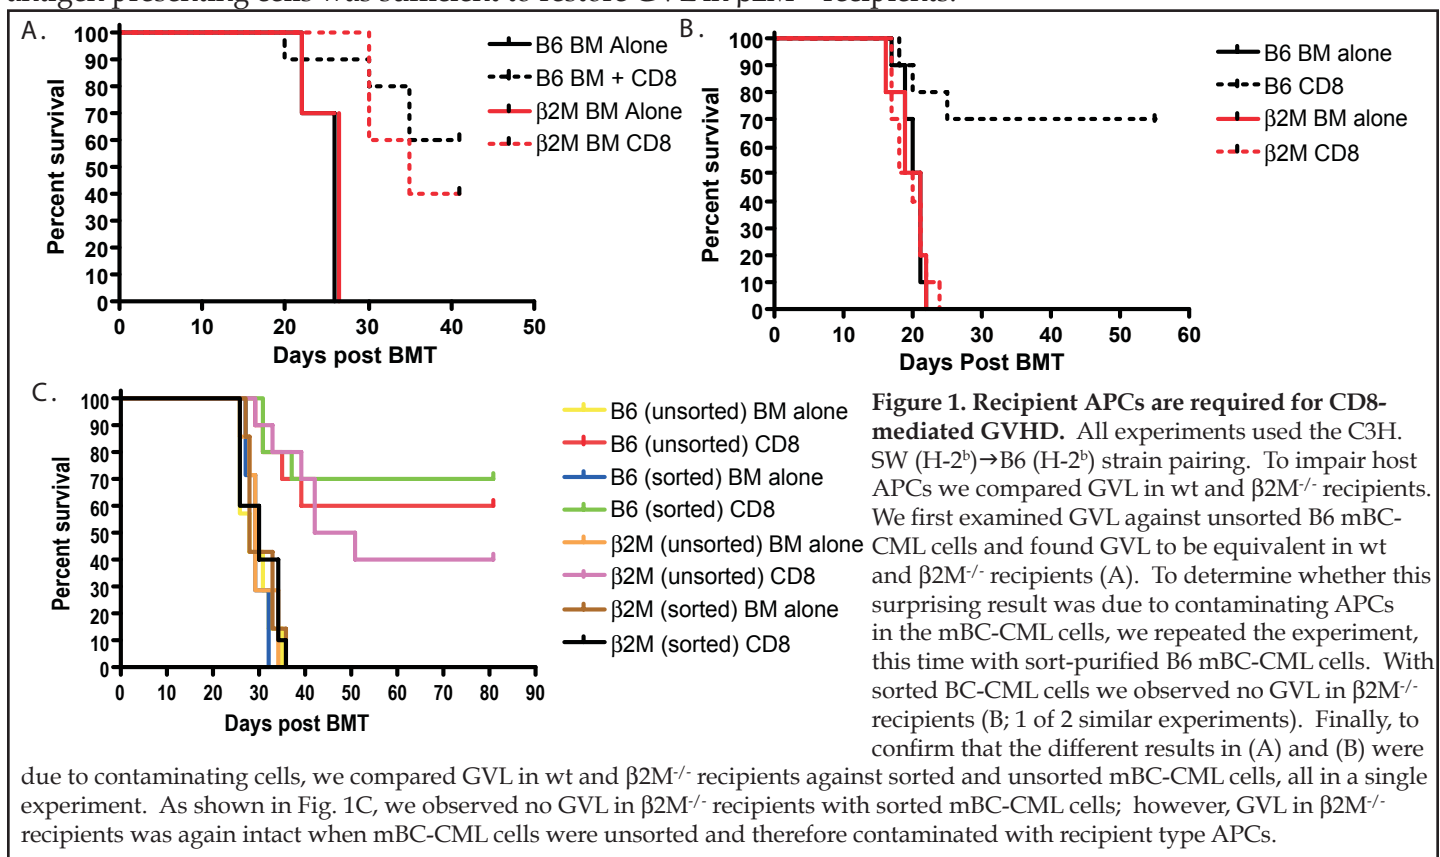 antigen presenting cells was sufficient to restore GVL in β2M⁻/⁻ recipients.
A.
100
90
80
70
60
50
40
30
20
10
0
Percent survival
0 10 20 30 40 50
Days post BMT
B6 BM Alone
B6 BM + CD8
β2M BM Alone
β2M BM CD8
B.
100
90
80
70
60
50
40
30
20
10
0
Percent survival
0 10 20 30 40 50 60
Days Post BMT
B6 BM alone
B6 CD8
β2M BM alone
β2M CD8
C.
100
90
80
70
60
50
40
30
20
10
0
Percent survival
0 10 20 30 40 50 60 70 80 90
Days post BMT
B6 (unsorted) BM alone
B6 (unsorted) CD8
B6 (sorted) BM alone
B6 (sorted) CD8
β2M (unsorted) BM alone
β2M (unsorted) CD8
β2M (sorted) BM alone
β2M (sorted) CD8
Figure 1. Recipient APCs are required for CD8-
mediated GVHD. All experiments used the C3H.
SW (H-2ᵇ)→B6 (H-2ᵇ) strain pairing. To impair host
APCs we compared GVL in wt and β2M⁻/⁻ recipients.
We first examined GVL against unsorted B6 mBC-
CML cells and found GVL to be equivalent in wt
and β2M⁻/⁻ recipients (A). To determine whether this
surprising result was due to contaminating APCs
in the mBC-CML cells, we repeated the experiment,
this time with sort-purified B6 mBC-CML cells. With
sorted BC-CML cells we observed no GVL in β2M⁻/⁻
recipients (B; 1 of 2 similar experiments). Finally, to
confirm that the different results in (A) and (B) were
due to contaminating cells, we compared GVL in wt and β2M⁻/⁻ recipients against sorted and unsorted mBC-CML cells, all in a single
experiment. As shown in Fig. 1C, we observed no GVL in β2M⁻/⁻ recipients with sorted mBC-CML cells; however, GVL in β2M⁻/⁻
recipients was again intact when mBC-CML cells were unsorted and therefore contaminated with recipient type APCs.